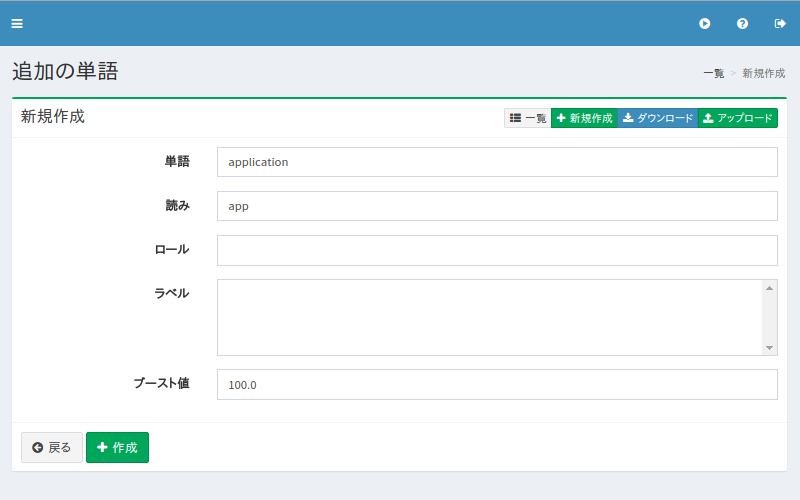 追加の単語
一覧 > 新規作成
新規作成
一覧 新規作成 ダウンロード アップロード
単語 application
読み app
ロール
ラベル
ブースト値 100.0
戻る 作成